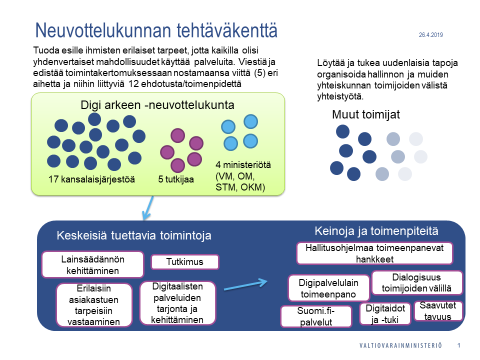 Neuvottelukunnan tehtäväkenttä
26.4.2019
Tuoda esille ihmisten erilaiset tarpeet, jotta kaikilla olisi
yhdenvertaiset mahdollisuudet käyttää palveluita. Viestiä ja
edistää toimintakertomuksessaan nostamaansa viittä (5) eri
aihetta ja niihin liittyviä 12 ehdotusta/toimenpidettä
Löytää ja tukea uudenlaisia tapoja
organisoida hallinnon ja muiden
yhteiskunnan toimijoiden välistä
yhteistyötä.
Digi arkeen -neuvottelukunta
17 kansalaisjärjestöä
5 tutkijaa
4 ministeriötä
(VM, OM,
STM, OKM)
Muut toimijat
Keskeisiä tuettavia toimintoja
Lainsäädännön
kehittäminen
Tutkimus
Erilaisiin
asiakastuen
tarpeisiin
vastaaminen
Digitaalisten
palveluiden
tarjonta ja
kehittäminen
Keinoja ja toimenpiteitä
Hallitusohjelmaa toimeenpanevat
hankkeet
Digipalvelulain
toimeenpano
Dialogisuus
toimijoiden välillä
Suomi.fi-
palvelut
Digitaidot
ja -tuki
Saavutet
tavuus
VALTIOVARAINMINISTERIÖ
1